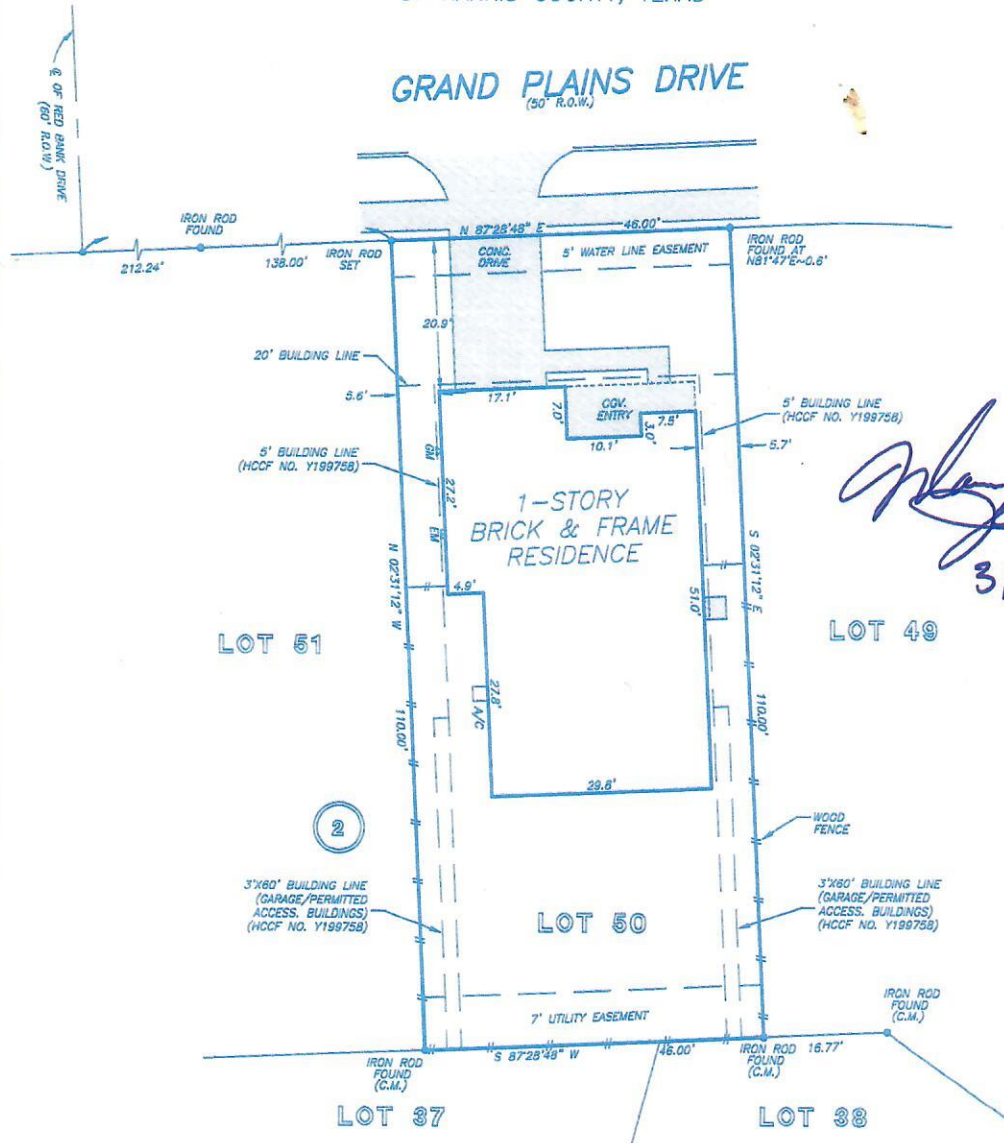 GRAND PLAINS DRIVE
(50' R.O.W.)
℄ OF RED BANK DRIVE
(60' R.O.W.)
IRON ROD
FOUND
212.24'
138.00'
IRON ROD
SET
N 87°28'48" E
46.00'
IRON ROD
FOUND AT
N81°47'E~0.6'
CONC.
DRIVE
5' WATER LINE EASEMENT
20.9'
20' BUILDING LINE
5.6'
17.1'
7.0'
COV.
ENTRY
10.1'
3.0'
7.5'
5' BUILDING LINE
(HCCF NO. Y199758)
5.7'
5' BUILDING LINE
(HCCF NO. Y199758)
GM
27.2'
EM
1-STORY
BRICK & FRAME
RESIDENCE
N 02°31'12" W
S 02°31'12" E
4.9'
51.0'
LOT 51
LOT 49
27.8'
A/C
110.00'
110.00'
29.6'
2
WOOD
FENCE
3'X60' BUILDING LINE
(GARAGE/PERMITTED
ACCESS. BUILDINGS)
(HCCF NO. Y199758)
3'X60' BUILDING LINE
(GARAGE/PERMITTED
ACCESS. BUILDINGS)
(HCCF NO. Y199758)
LOT 50
7' UTILITY EASEMENT
IRON ROD
FOUND
(C.M.)
IRON ROD
FOUND
(C.M.)
S 87°28'48" W
46.00'
IRON ROD
FOUND
(C.M.)
16.77'
LOT 37
LOT 38